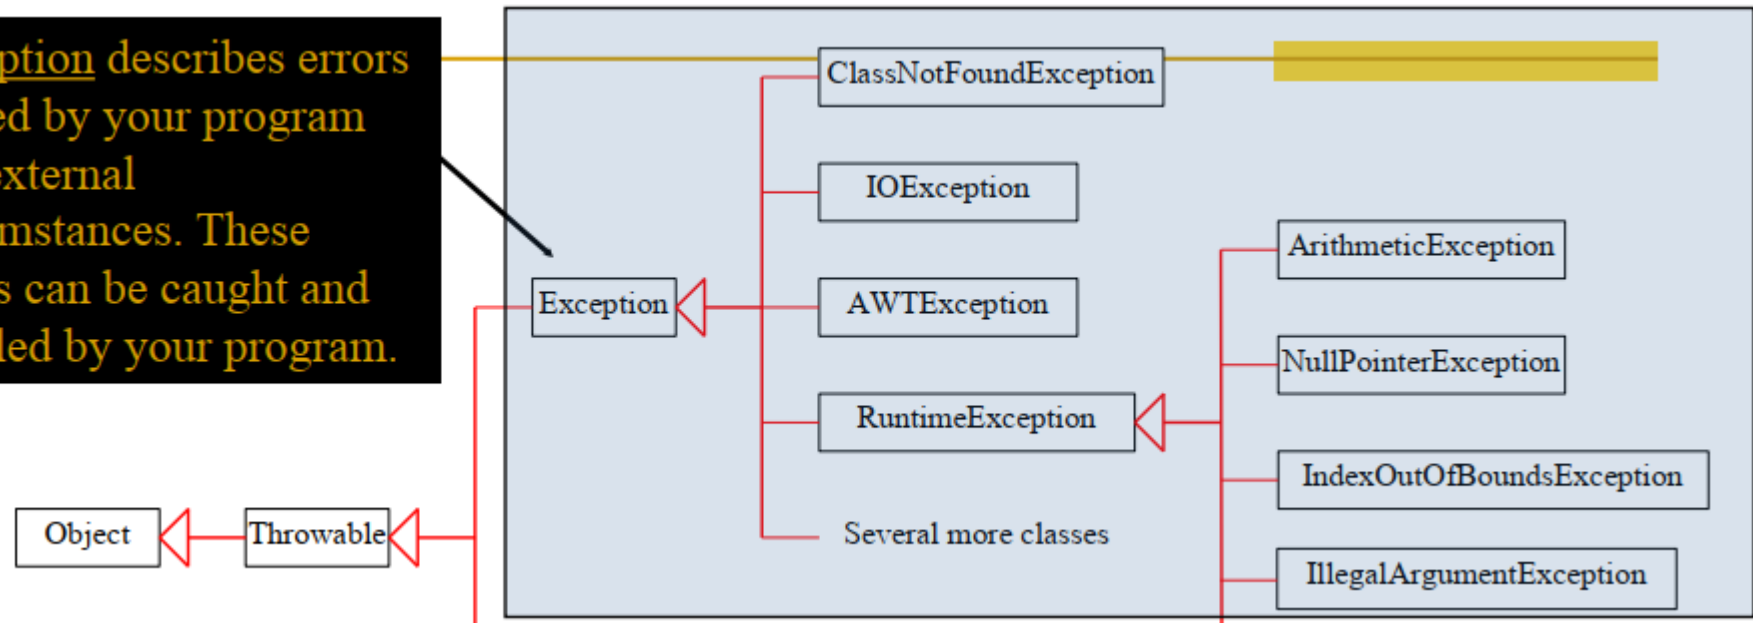 ption describes errors
ed by your program
external
mstances. These
s can be caught and
led by your program.
ClassNotFoundException
IOException
ArithmeticException
Exception
AWTException
NullPointerException
RuntimeException
IndexOutOfBoundsException
Object
Throwable
Several more classes
IllegalArgumentException